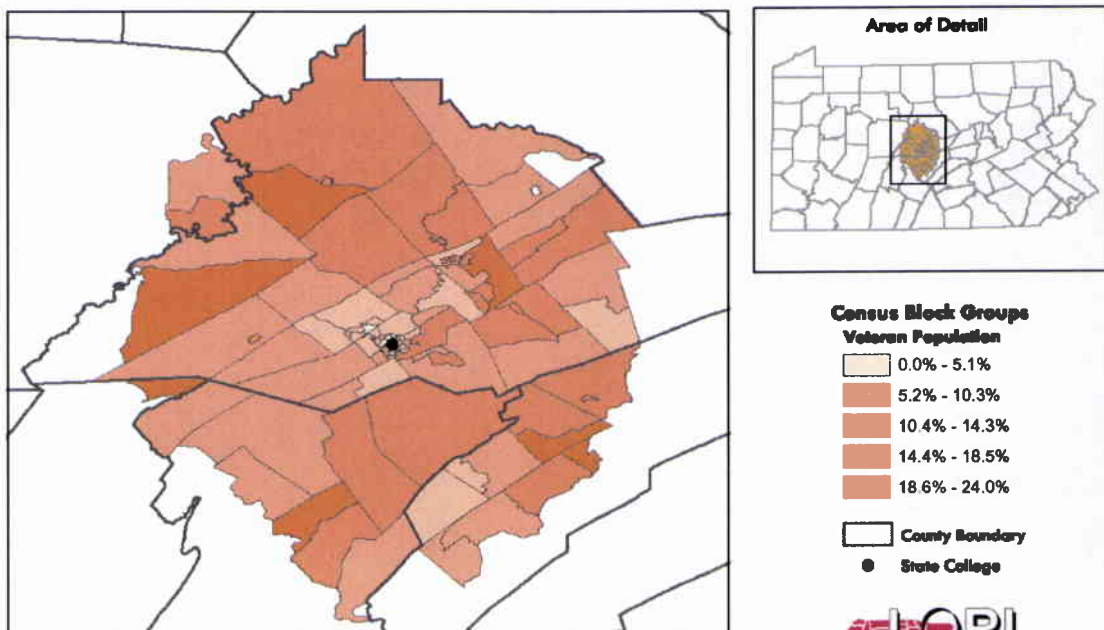 Area of Detail
Census Block Groups
Veteran Population
0.0% - 5.1%
5.2% - 10.3%
10.4% - 14.3%
14.4% - 18.5%
18.6% - 24.0%
County Boundary
State College